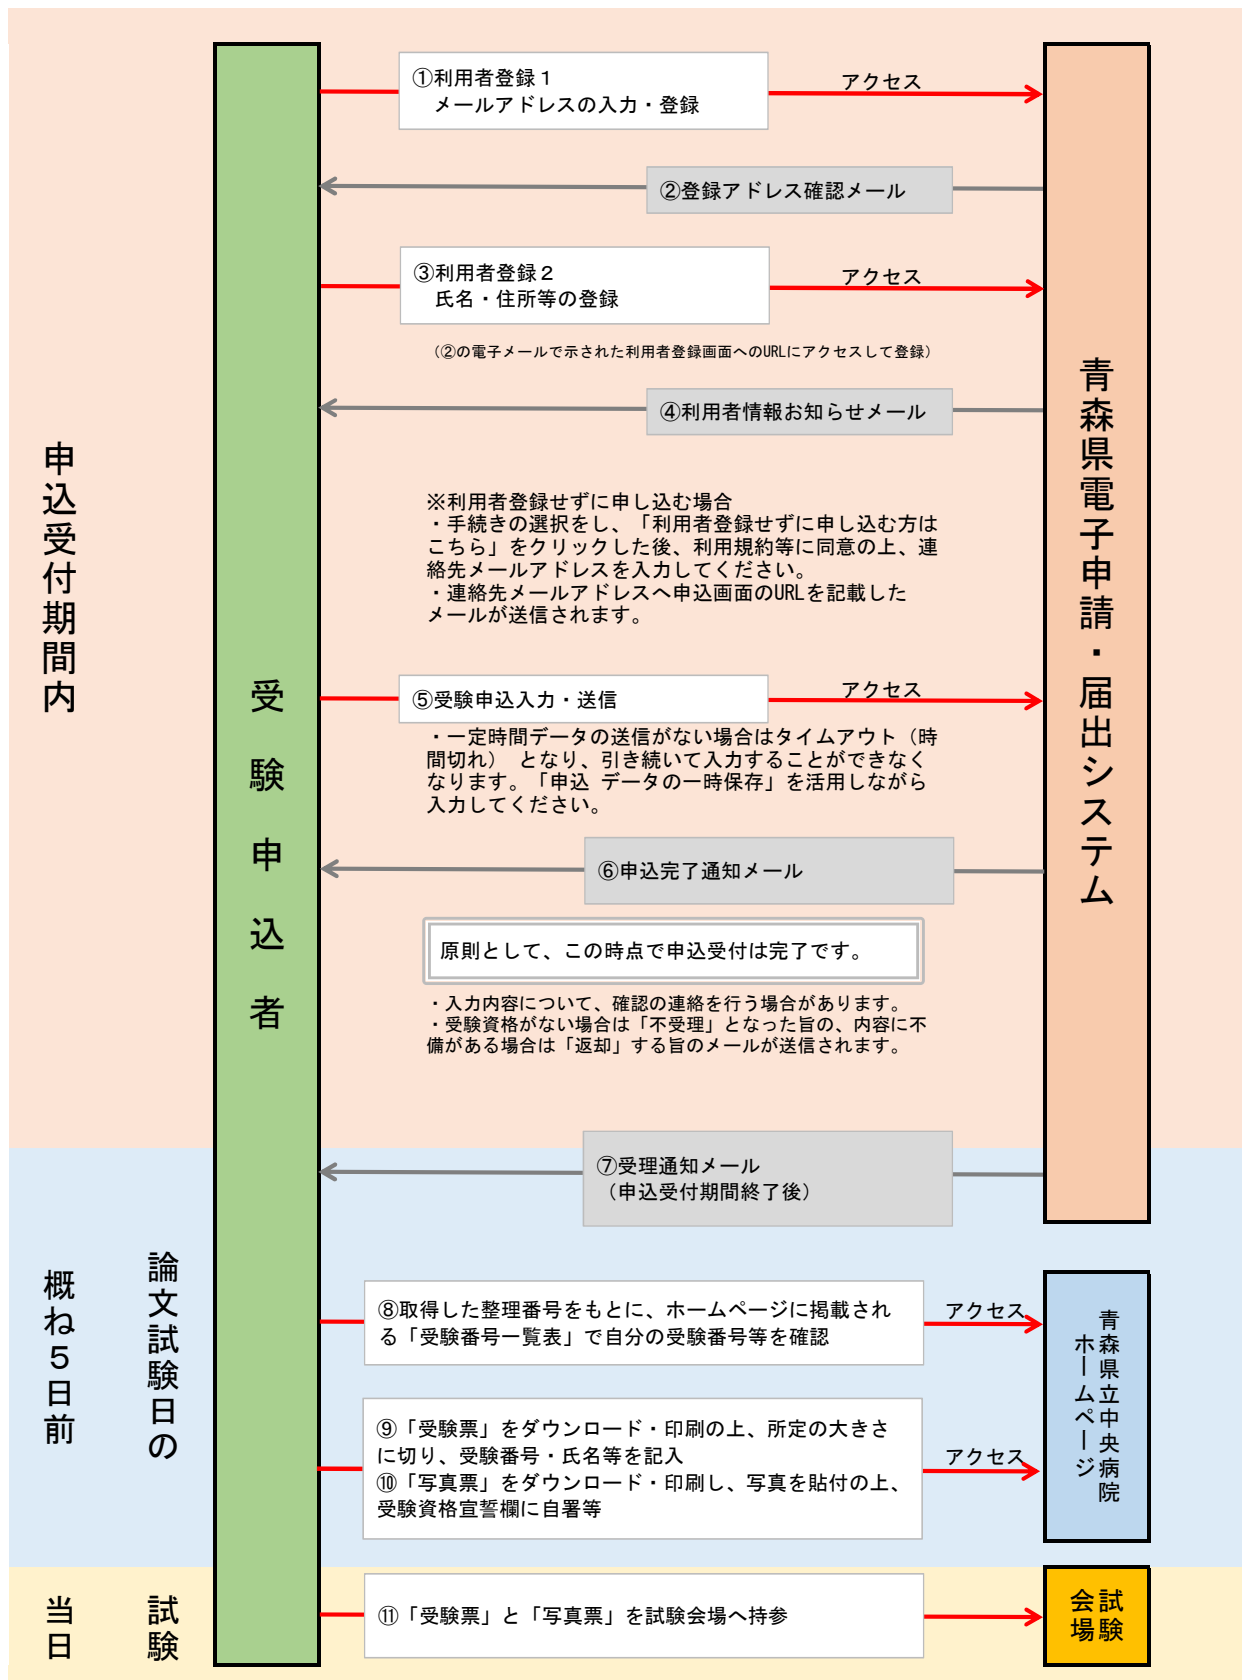 申込受付期間内
受験申込者
青森県電子申請・届出システム
①利用者登録１
メールアドレスの入力・登録
アクセス
②登録アドレス確認メール
③利用者登録２
氏名・住所等の登録
アクセス
（②の電子メールで示された利用者登録画面へのURLにアクセスして登録）
④利用者情報お知らせメール
※利用者登録せずに申し込む場合
・手続きの選択をし、「利用者登録せずに申し込む方は
こちら」をクリックした後、利用規約等に同意の上、連
絡先メールアドレスを入力してください。
・連絡先メールアドレスへ申込画面のURLを記載した
メールが送信されます。
⑤受験申込入力・送信
アクセス
・一定時間データの送信がない場合はタイムアウト（時
間切れ） となり、引き続いて入力することができなく
なります。「申込 データの一時保存」を活用しながら
入力してください。
⑥申込完了通知メール
原則として、この時点で申込受付は完了です。
・入力内容について、確認の連絡を行う場合があります。
・受験資格がない場合は「不受理」となった旨の、内容に不
備がある場合は「返却」する旨のメールが送信されます。
⑦受理通知メール
（申込受付期間終了後）
論文試験日の
概ね５日前
⑧取得した整理番号をもとに、ホームページに掲載され
る「受験番号一覧表」で自分の受験番号等を確認
アクセス
青森県立中央病院
ホームページ
⑨「受験票」をダウンロード・印刷の上、所定の大きさ
に切り、受験番号・氏名等を記入
⑩「写真票」をダウンロード・印刷し、写真を貼付の上、
受験資格宣誓欄に自署等
アクセス
試験
当日
⑪「受験票」と「写真票」を試験会場へ持参
試験
会場